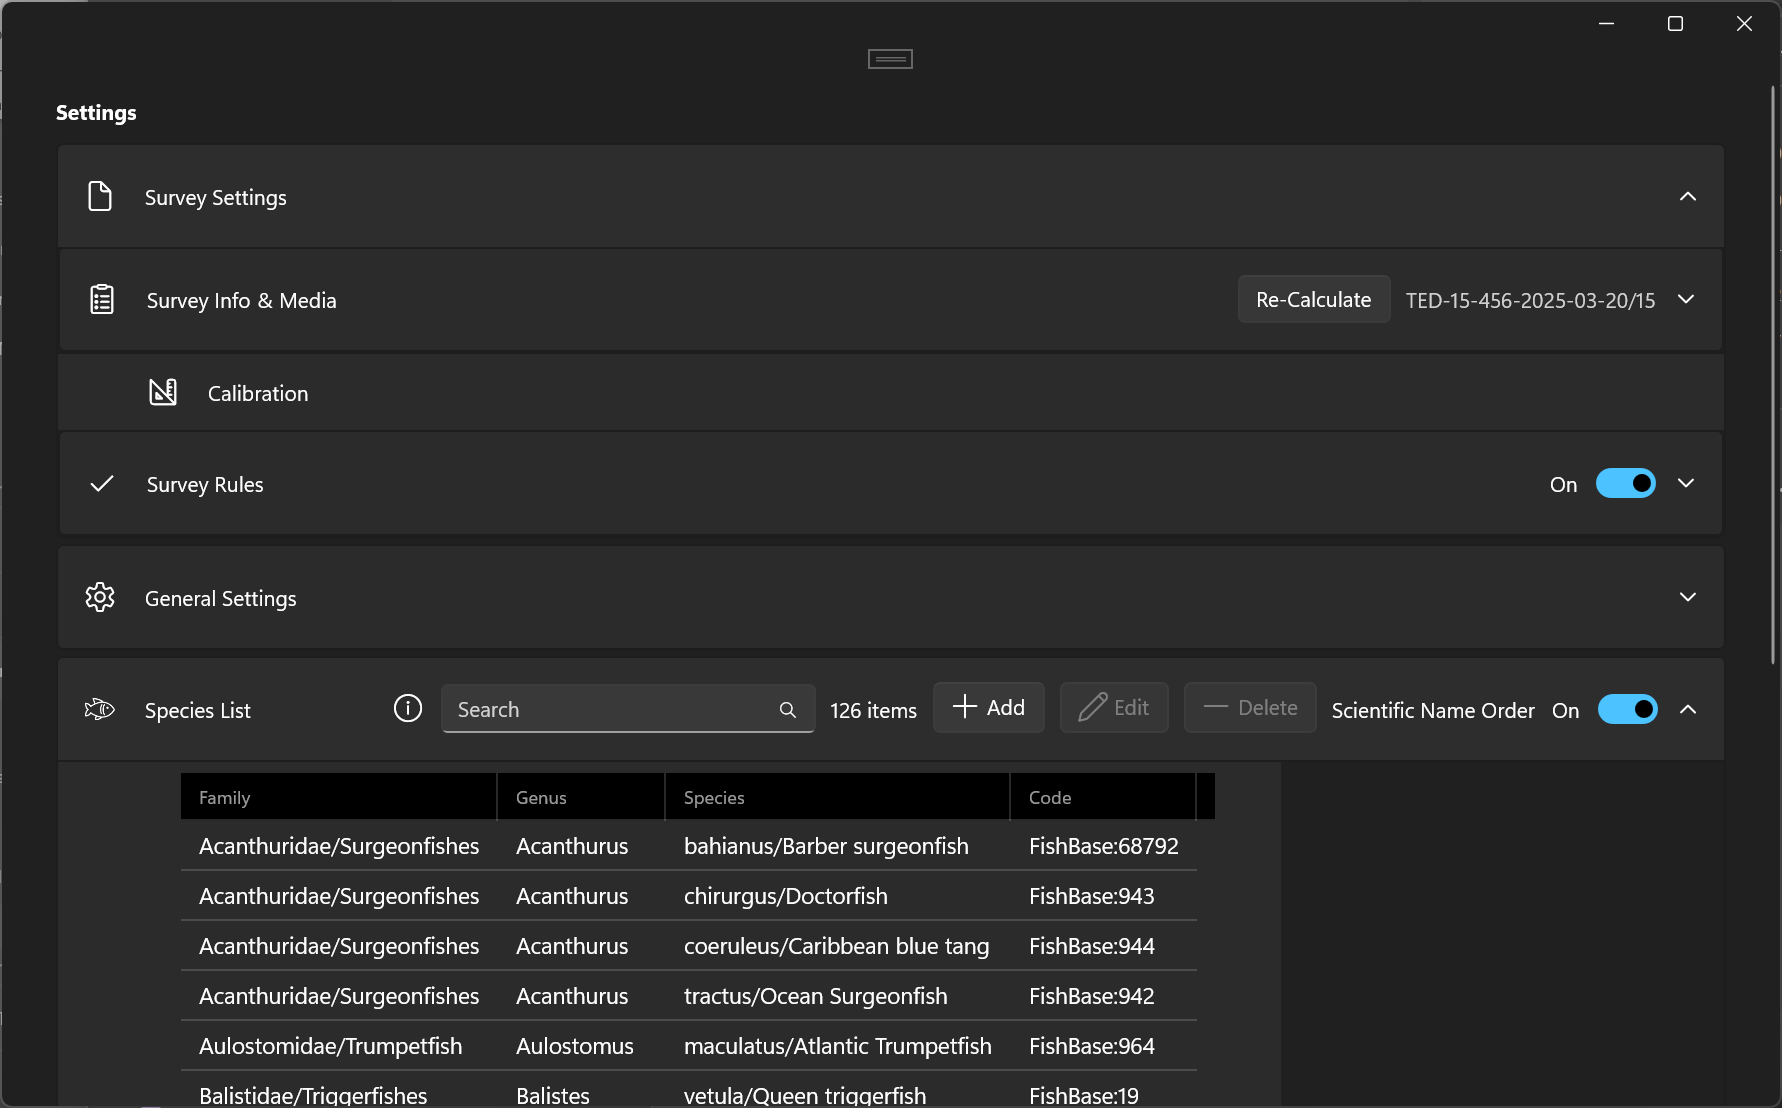 Settings
Survey Settings
Survey Info & Media Re-Calculate TED-15-456-2025-03-20/15
Calibration
Survey Rules On
General Settings
Species List Search 126 items Add Edit Delete Scientific Name Order On
Family Genus Species Code
Acanthuridae/Surgeonfishes Acanthurus bahianus/Barber surgeonfish FishBase:68792
Acanthuridae/Surgeonfishes Acanthurus chirurgus/Doctorfish FishBase:943
Acanthuridae/Surgeonfishes Acanthurus coeruleus/Caribbean blue tang FishBase:944
Acanthuridae/Surgeonfishes Acanthurus tractus/Ocean Surgeonfish FishBase:942
Aulostomidae/Trumpetfish Aulostomus maculatus/Atlantic Trumpetfish FishBase:964
Balistidae/Triggerfishes Balistes vetula/Queen triggerfish FishBase:19